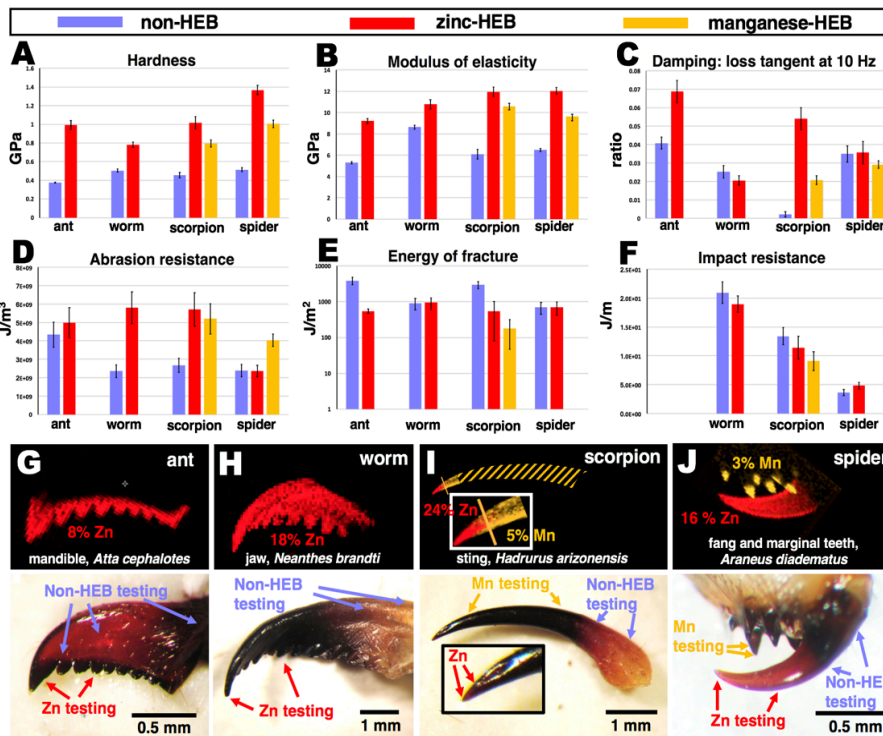 non-HEB zinc-HEB manganese-HEB
A Hardness
GPa
1.6
1.4
1.2
1
0.8
0.6
0.4
0.2
0
ant worm scorpion spider
B Modulus of elasticity
GPa
14
12
10
8
6
4
2
0
ant worm scorpion spider
C Damping: loss tangent at 10 Hz
ratio
0.08
0.07
0.06
0.05
0.04
0.03
0.02
0.01
0
ant worm scorpion spider
D Abrasion resistance
J/m³
8E+09
7E+09
6E+09
5E+09
4E+09
3E+09
2E+09
1E+09
0
ant worm scorpion spider
E Energy of fracture
J/m²
10000
1000
100
10
1
ant worm scorpion spider
F Impact resistance
J/m
2.5E+01
2.0E+01
1.5E+01
1.0E+01
5.0E+00
0.0E+00
worm scorpion spider
G ant
8% Zn
mandible, Atta cephalotes
H worm
18% Zn
jaw, Neanthes brandti
I scorpion
24% Zn
5% Mn
sting, Hadrurus arizonensis
J spider
3% Mn
16 % Zn
fang and marginal teeth,
Araneus diadematus
Non-HEB
testing
Zn testing
0.5 mm
Non-HEB
testing
Zn testing
1 mm
Mn testing
Non-HEB
testing
Zn
1 mm
Mn
testing
Non-HEB
testing
Zn testing
0.5 mm